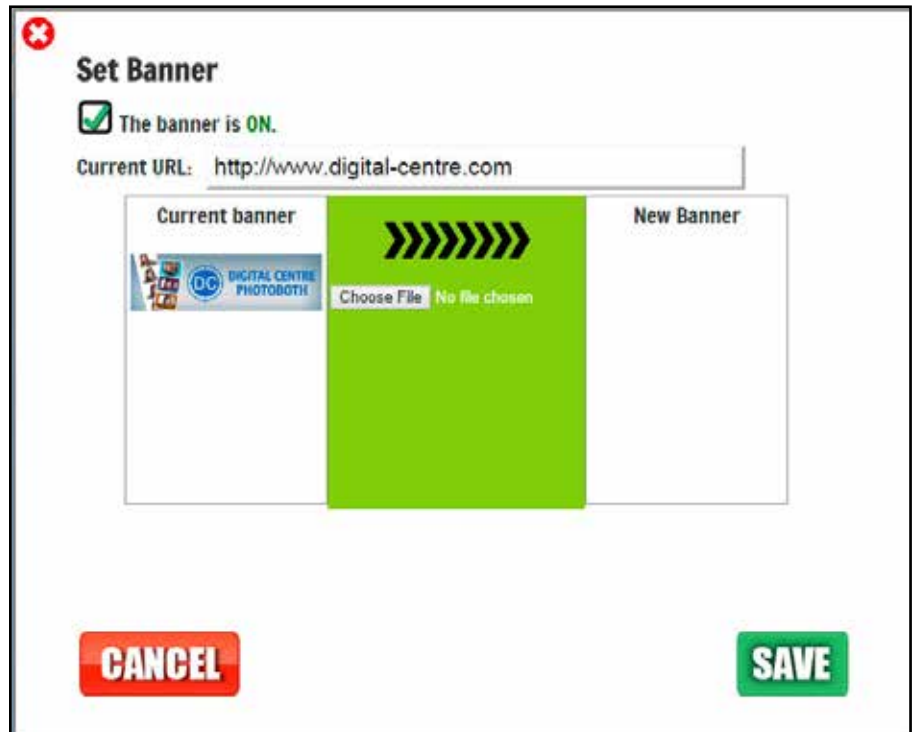 Set Banner
The banner is ON.
Current URL: http://www.digital-centre.com
Current banner
New Banner
DC DIGITAL CENTRE
PHOTOBOTH
Choose File No file chosen
CANCEL
SAVE